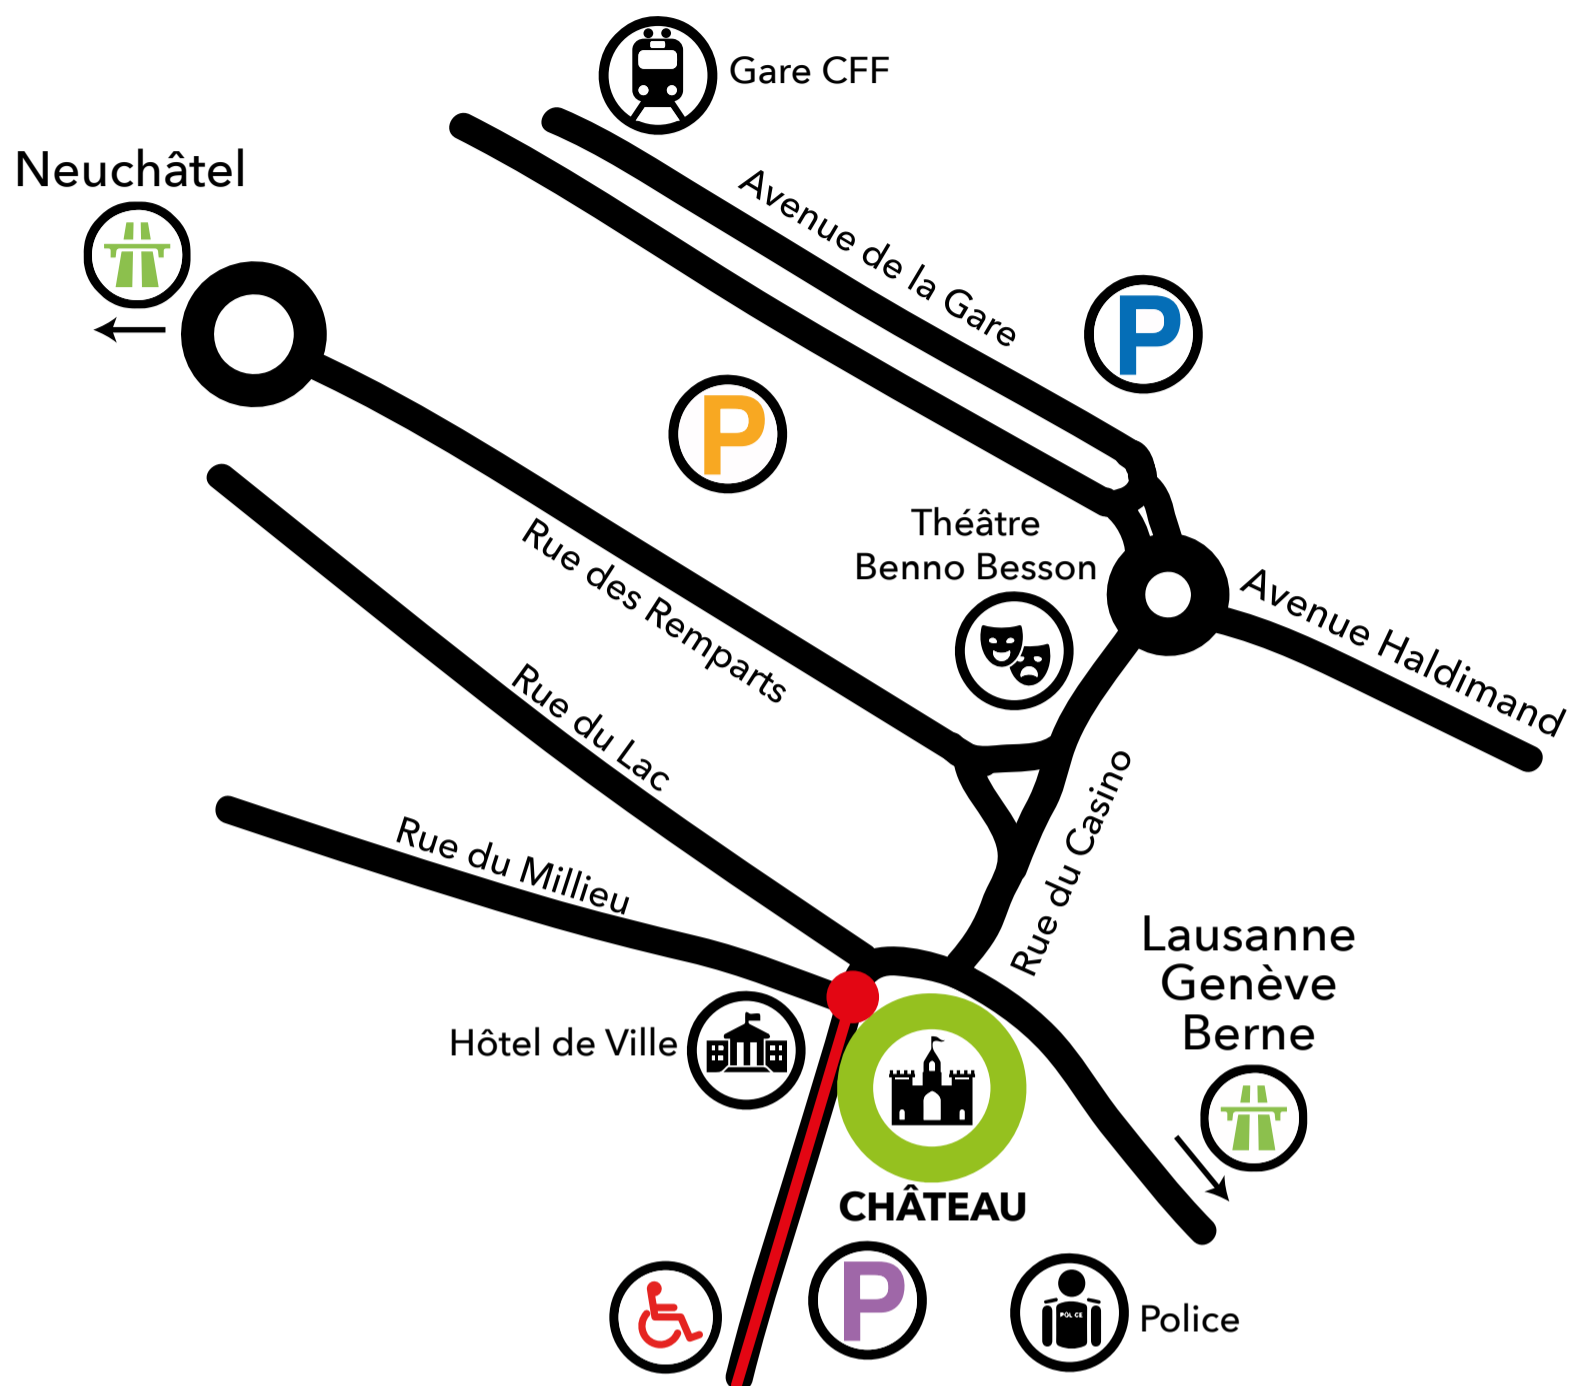 Gare CFF
Neuchâtel
Avenue de la Gare
P
P
Théâtre
Benno Besson
Avenue Haldimand
Rue des Remparts
Rue du Lac
Rue du Casino
Rue du Millieu
Lausanne
Genève
Berne
Hôtel de Ville
CHÂTEAU
P
POLICE
Police